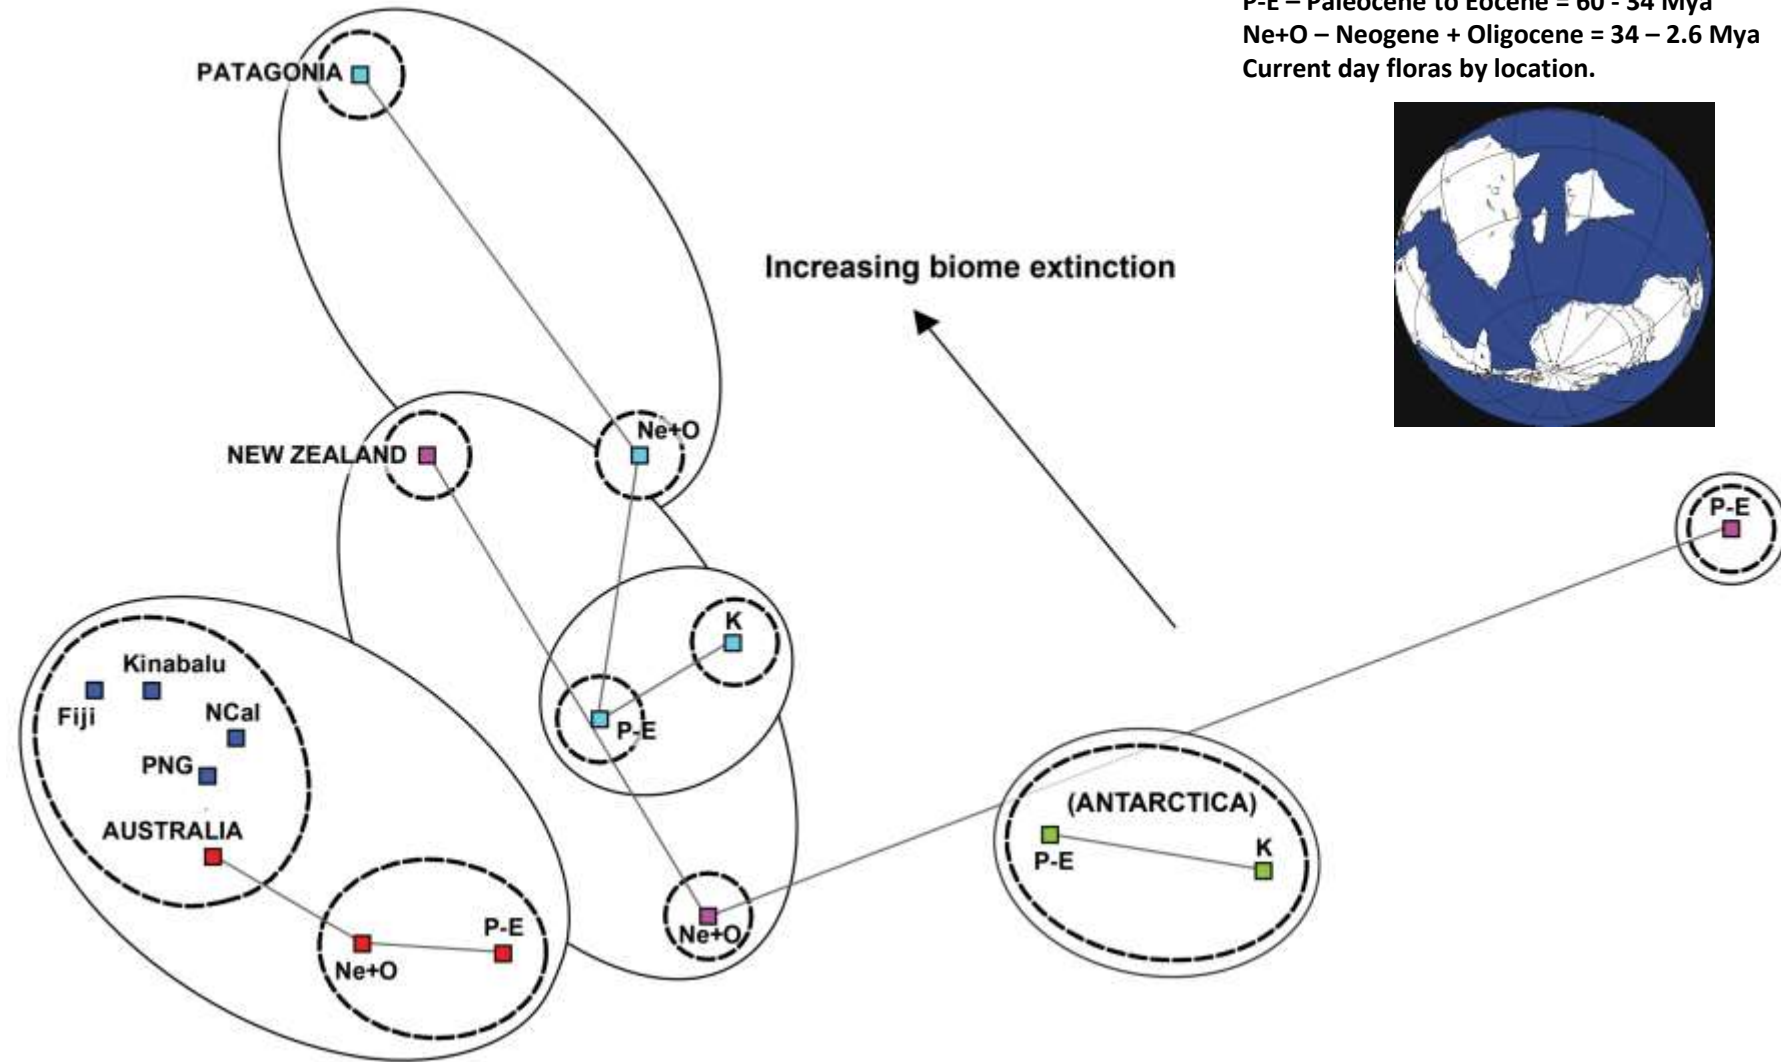 P-E – Paleocene to Eocene = 60 - 34 Mya
Ne+O – Neogene + Oligocene = 34 – 2.6 Mya
Current day floras by location.
PATAGONIA
Increasing biome extinction
Ne+O
NEW ZEALAND
P-E
K
Kinabalu
Fiji
NCal
P-E
PNG
(ANTARCTICA)
AUSTRALIA
P-E
K
P-E
Ne+O
Ne+O